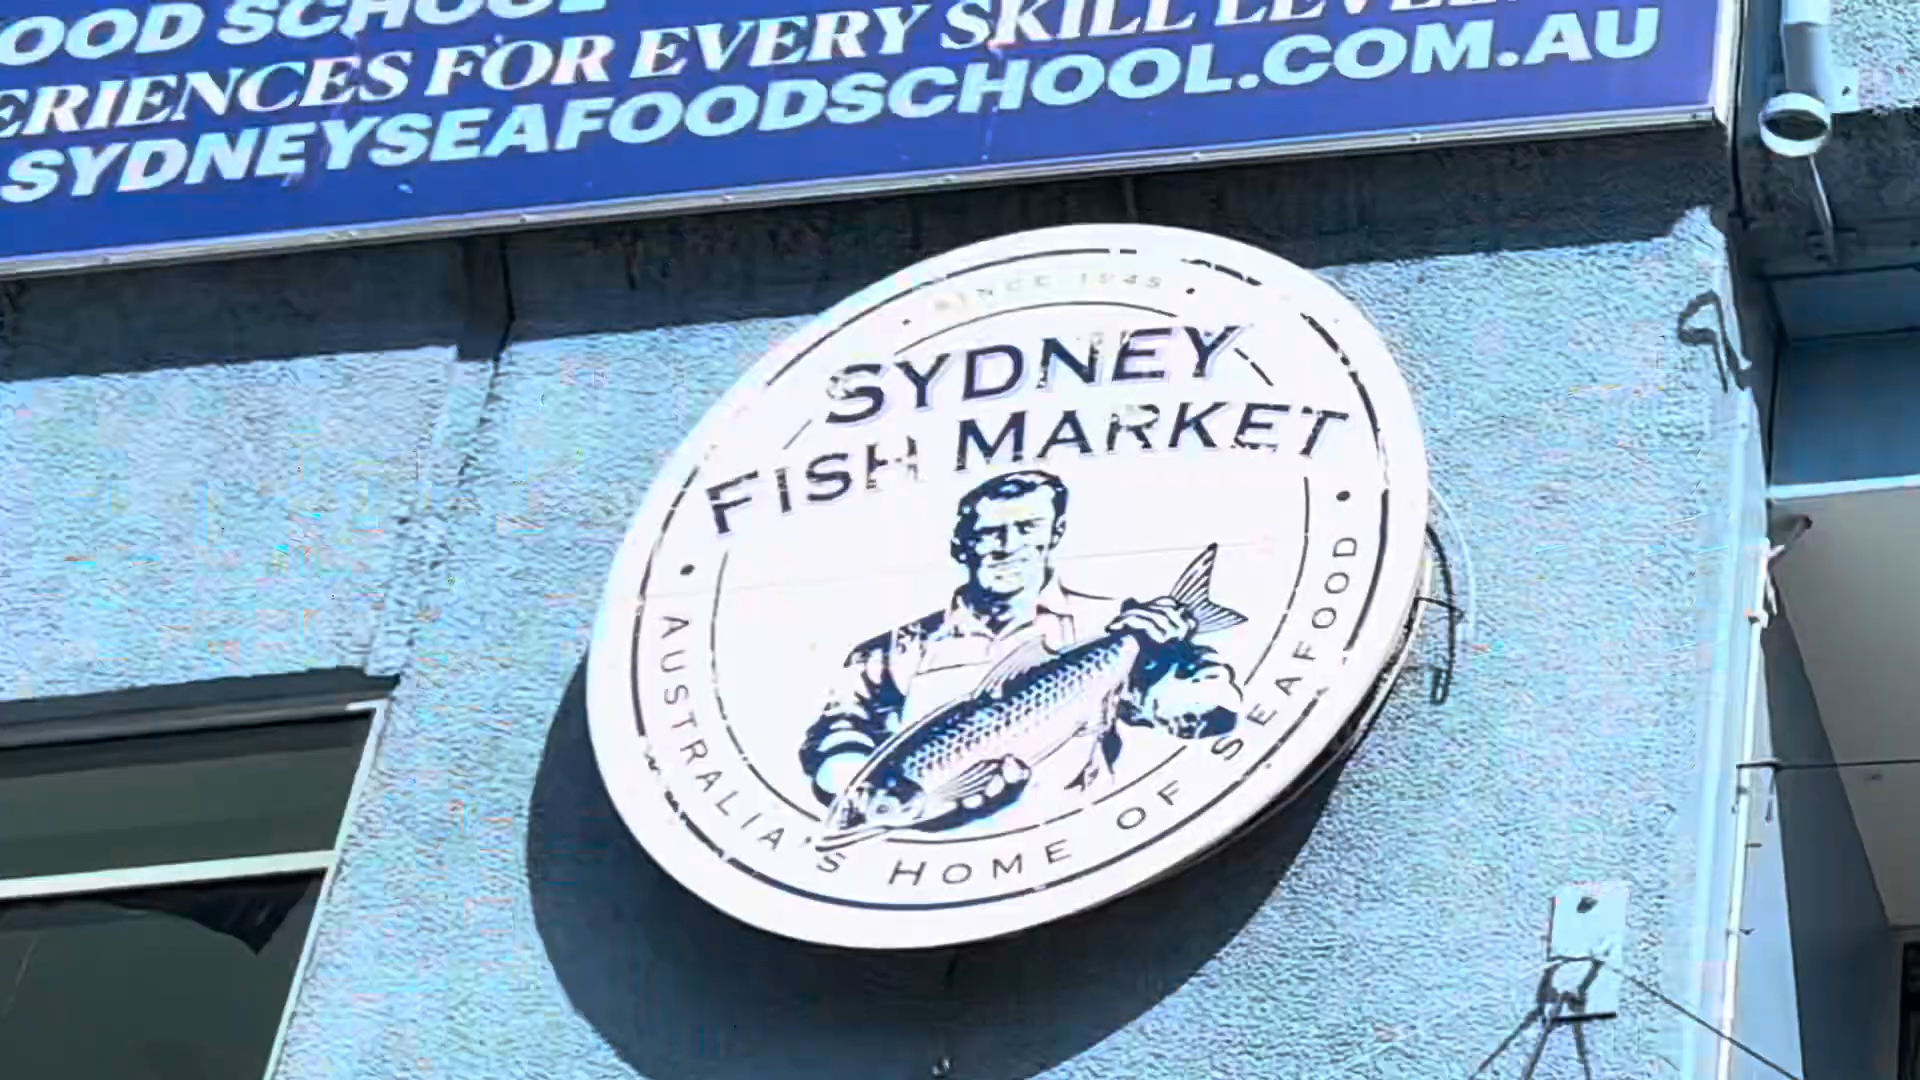 OOD SCHOOL
ERIENCES FOR EVERY SKILL LEVEL
SYDNEYSEAFOODSCHOOL.COM.AU
SINCE 1945
SYDNEY
FISH MARKET
• AUSTRALIA'S HOME OF SEAFOOD •